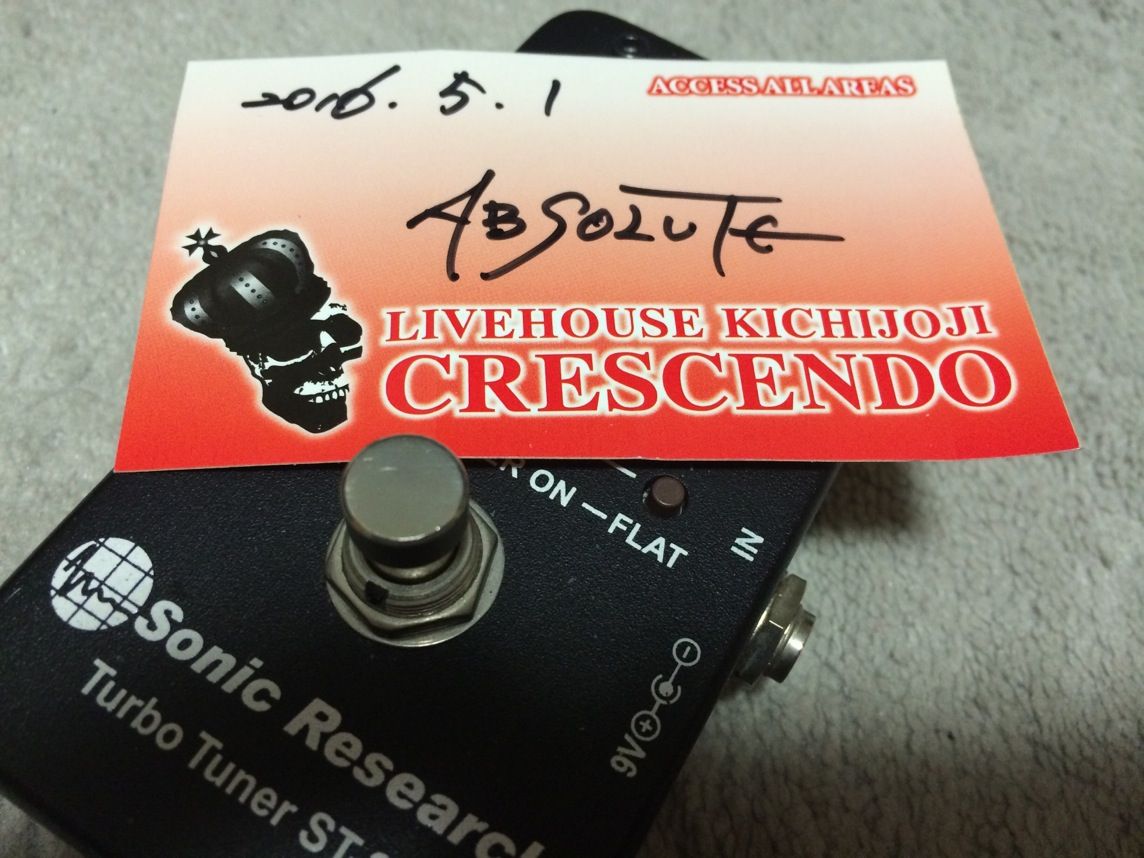 2016. 5. 1
ACCESS ALL AREAS
ABSOLUTE
LIVEHOUSE KICHIJOJI
CRESCENDO
ON
FLAT
IN
9V
Sonic Research
Turbo Tuner